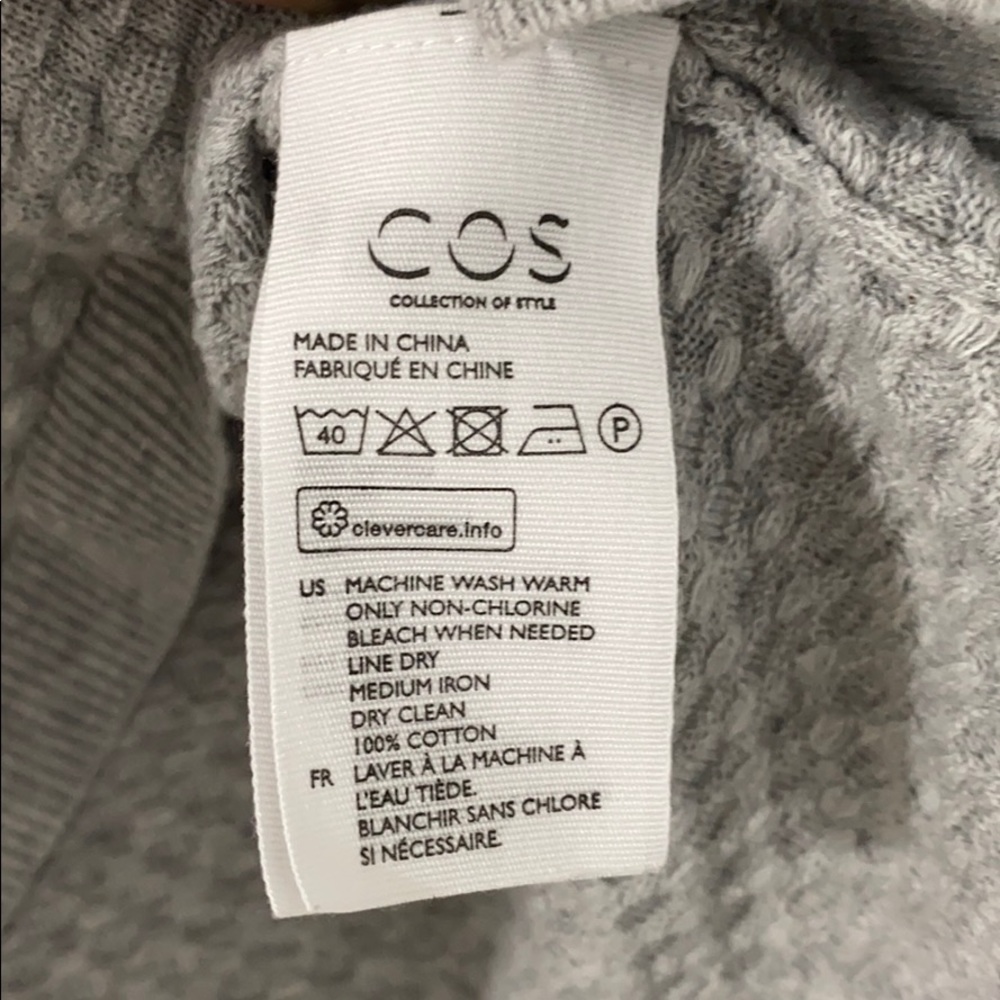 COS
COLLECTION OF STYLE
MADE IN CHINA
FABRIQUÉ EN CHINE
40 P
clevercare.info
US MACHINE WASH WARM
ONLY NON-CHLORINE
BLEACH WHEN NEEDED
LINE DRY
MEDIUM IRON
DRY CLEAN
100% COTTON
FR LAVER À LA MACHINE À
L'EAU TIÈDE.
BLANCHIR SANS CHLORE
SI NÉCESSAIRE.